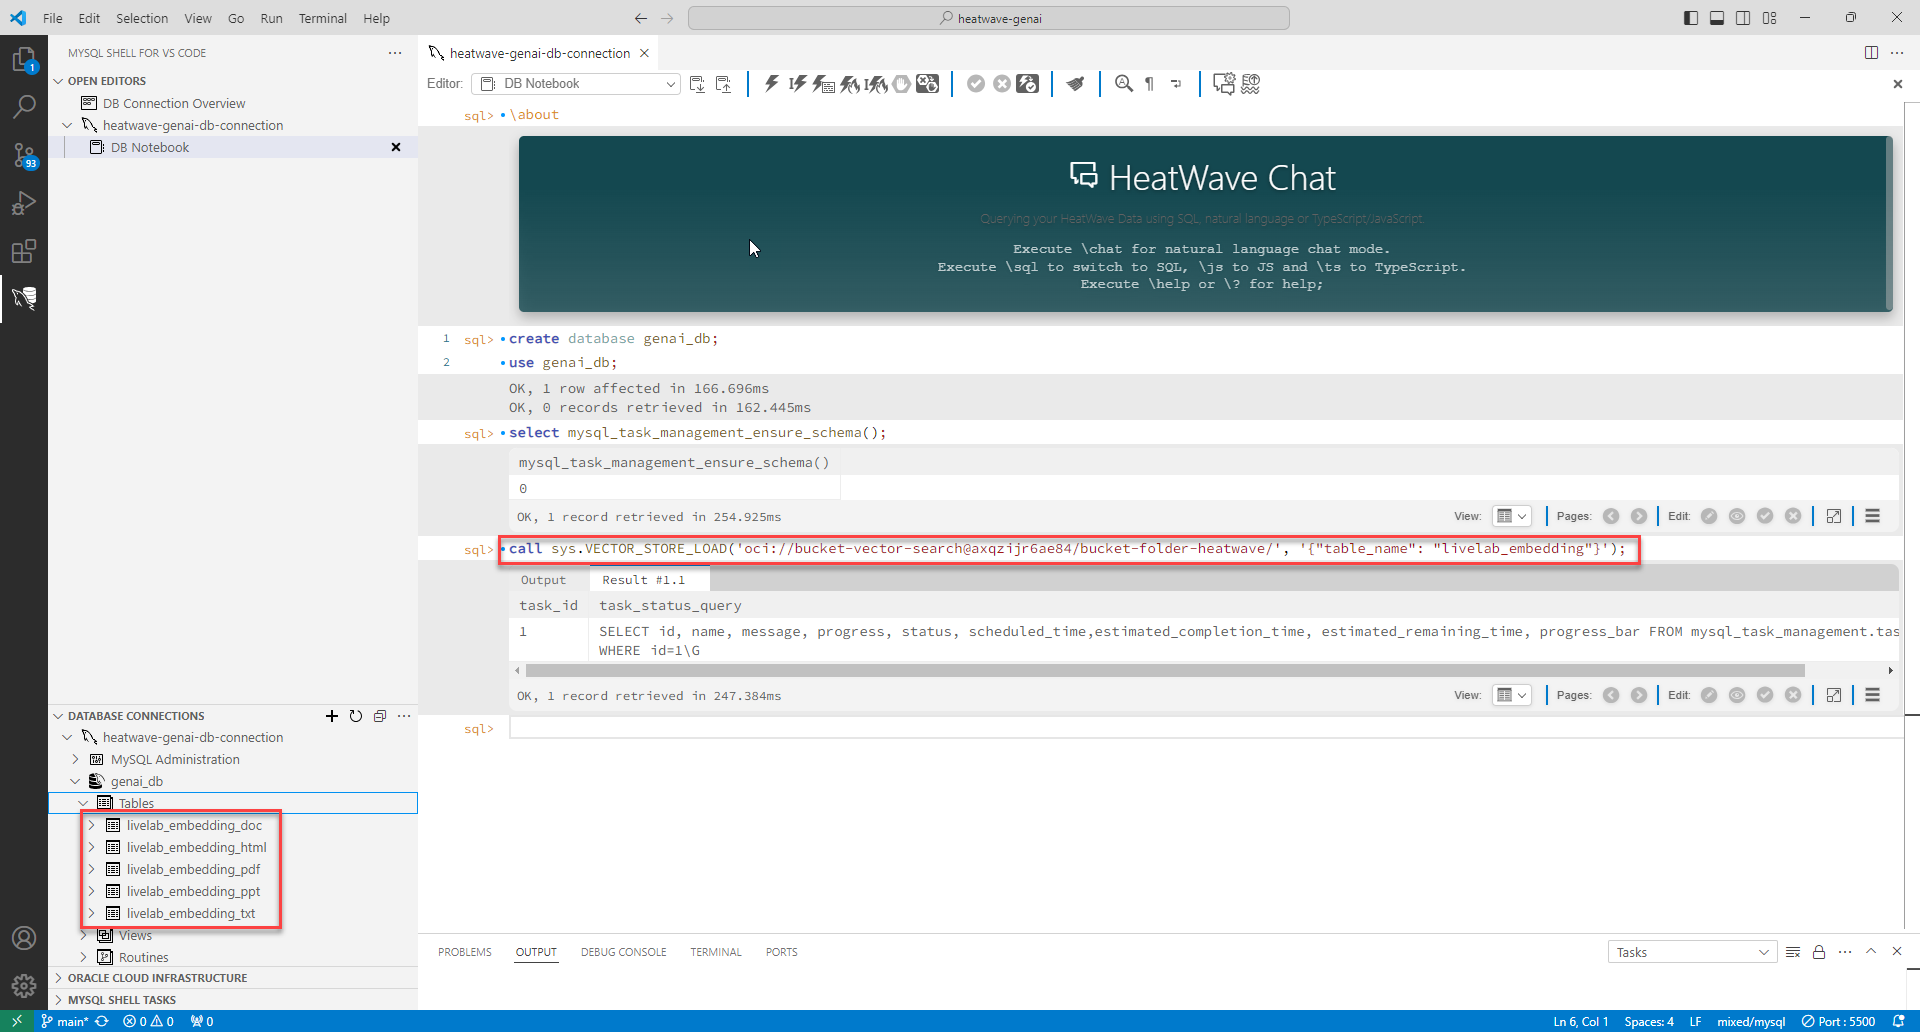 File Edit Selection View Go Run Terminal Help
heatwave-genai
MYSQL SHELL FOR VS CODE
OPEN EDITORS
DB Connection Overview
heatwave-genai-db-connection
DB Notebook
1
93
heatwave-genai-db-connection
Editor: DB Notebook
sql> \about
HeatWave Chat
Querying your HeatWave Data using SQL, natural language or TypeScript/JavaScript.
Execute \chat for natural language chat mode.
Execute \sql to switch to SQL, \js to JS and \ts to TypeScript.
Execute \help or \? for help;
1 sql> create database genai_db;
2 use genai_db;
OK, 1 row affected in 166.696ms
OK, 0 records retrieved in 162.445ms
sql> select mysql_task_management_ensure_schema();
mysql_task_management_ensure_schema()
0
OK, 1 record retrieved in 254.925ms
View: Pages: Edit:
sql> call sys.VECTOR_STORE_LOAD('oci://bucket-vector-search@axqzijr6ae84/bucket-folder-heatwave/', '{"table_name": "livelab_embedding"}');
Output Result #1.1
task_id task_status_query
1 SELECT id, name, message, progress, status, scheduled_time,estimated_completion_time, estimated_remaining_time, progress_bar FROM mysql_task_management.tas
WHERE id=1\G
OK, 1 record retrieved in 247.384ms
View: Pages: Edit:
sql>
DATABASE CONNECTIONS
heatwave-genai-db-connection
MySQL Administration
genai_db
Tables
livelab_embedding_doc
livelab_embedding_html
livelab_embedding_pdf
livelab_embedding_ppt
livelab_embedding_txt
Views
Routines
ORACLE CLOUD INFRASTRUCTURE
MYSQL SHELL TASKS
PROBLEMS OUTPUT DEBUG CONSOLE TERMINAL PORTS
Tasks
main* 0 0 0
Ln 6, Col 1 Spaces: 4 LF mixed/mysql Port : 5500